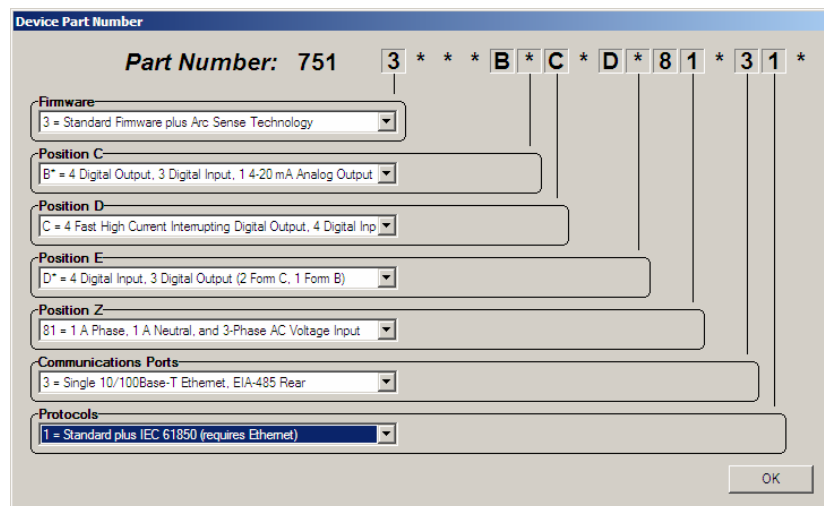 Device Part Number
Part Number: 751 3 * * * B * C * D * 8 1 * 3 1 *
Firmware
3 = Standard Firmware plus Arc Sense Technology
Position C
B* = 4 Digital Output, 3 Digital Input, 1 4-20 mA Analog Output
Position D
C = 4 Fast High Current Interrupting Digital Output, 4 Digital Inp
Position E
D* = 4 Digital Input, 3 Digital Output (2 Form C, 1 Form B)
Position Z
81 = 1 A Phase, 1 A Neutral, and 3-Phase AC Voltage Input
Communications Ports
3 = Single 10/100Base-T Ethernet, EIA-485 Rear
Protocols
1 = Standard plus IEC 61850 (requires Ethernet)
OK